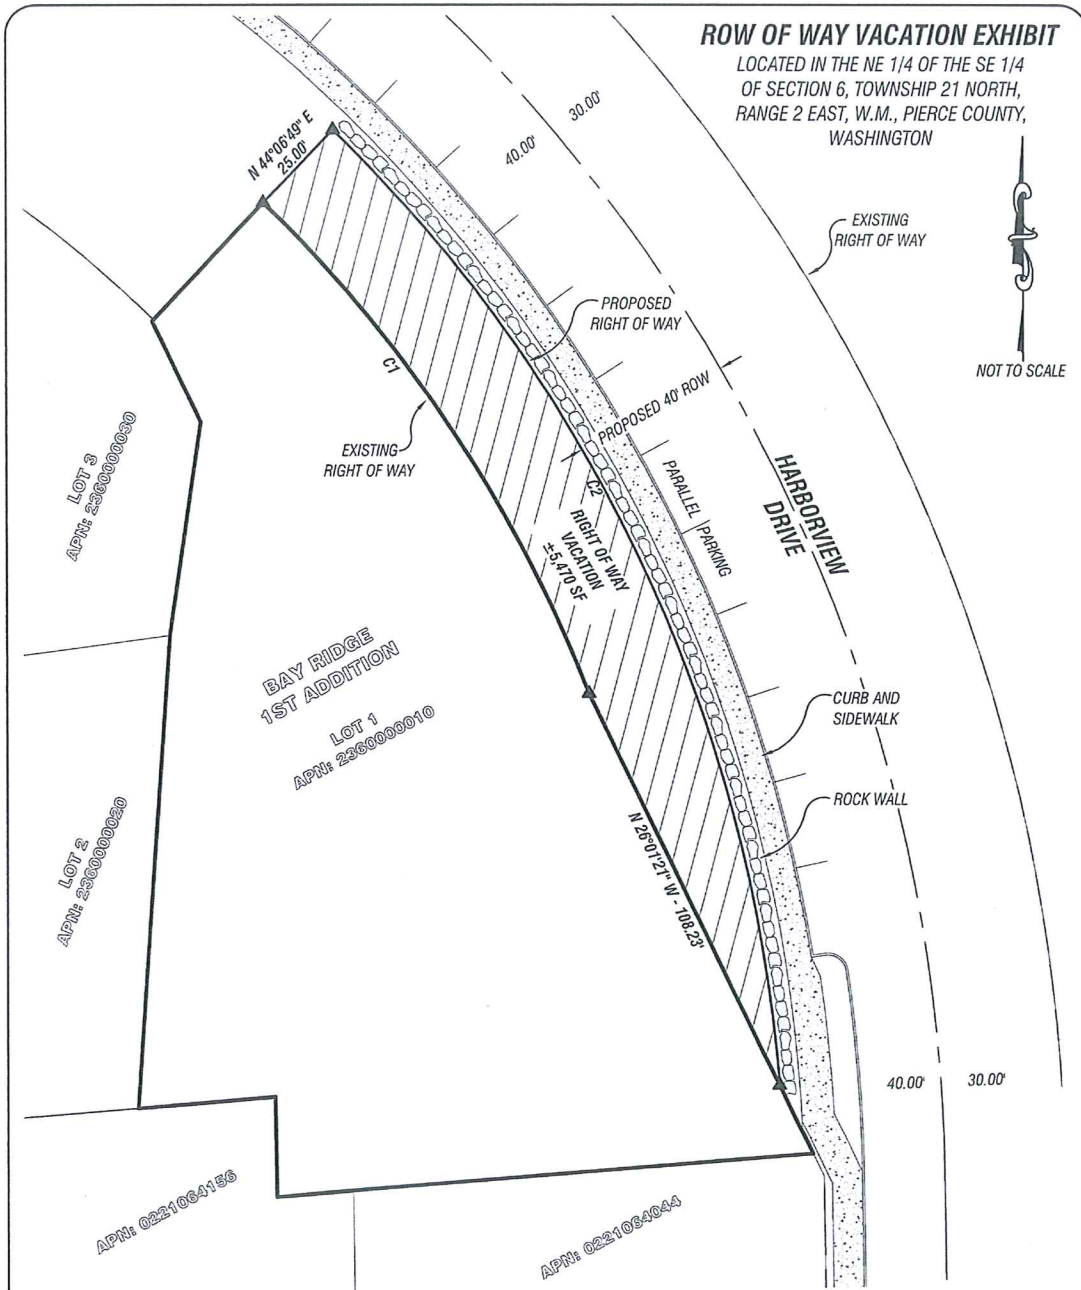 ROW OF WAY VACATION EXHIBIT
LOCATED IN THE NE 1/4 OF THE SE 1/4
OF SECTION 6, TOWNSHIP 21 NORTH,
RANGE 2 EAST, W.M., PIERCE COUNTY,
WASHINGTON
30.00'
40.00'
N 44°06'49" E
25.00'
EXISTING
RIGHT OF WAY
NOT TO SCALE
PROPOSED
RIGHT OF WAY
C1
PROPOSED 40' ROW
EXISTING
RIGHT OF WAY
LOT 3
APN: 2360000030
PARALLEL PARKING
HARBORVIEW
DRIVE
C2
RIGHT OF WAY
VACATION
±5,470 SF
BAY RIDGE
1ST ADDITION
LOT 1
APN: 2360000010
CURB AND
SIDEWALK
ROCK WALL
N 26°01'21" W - 108.23'
LOT 2
APN: 2360000020
40.00'
30.00'
APN: 0221064156
APN: 0221064044